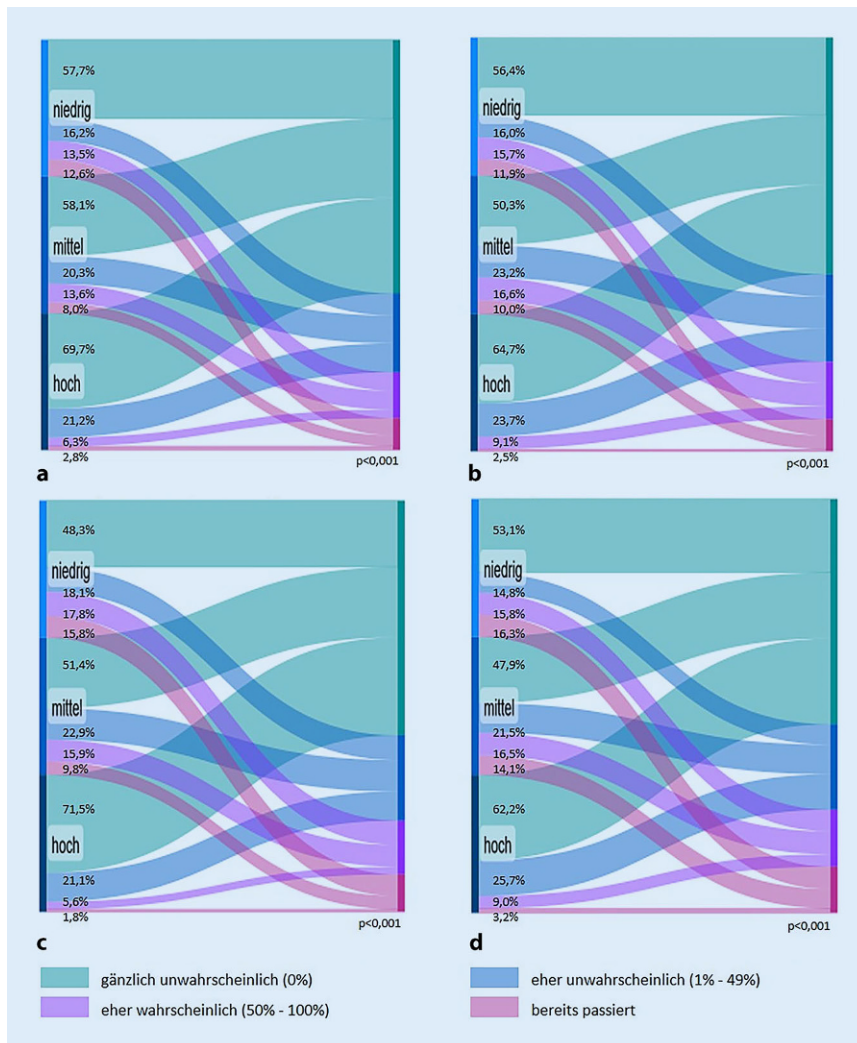 57,7%
niedrig
16,2%
13,5%
12,6%
58,1%
mittel
20,3%
13,6%
8,0%
69,7%
hoch
21,2%
6,3%
2,8%
a
p<0,001
56,4%
niedrig
16,0%
15,7%
11,9%
50,3%
mittel
23,2%
16,6%
10,0%
64,7%
hoch
23,7%
9,1%
2,5%
b
p<0,001
48,3%
niedrig
18,1%
17,8%
15,8%
51,4%
mittel
22,9%
15,9%
9,8%
71,5%
hoch
21,1%
5,6%
1,8%
c
p<0,001
53,1%
niedrig
14,8%
15,8%
16,3%
47,9%
mittel
21,5%
16,5%
14,1%
62,2%
hoch
25,7%
9,0%
3,2%
d
p<0,001
gänzlich unwahrscheinlich (0%)
eher unwahrscheinlich (1% - 49%)
eher wahrscheinlich (50% - 100%)
bereits passiert